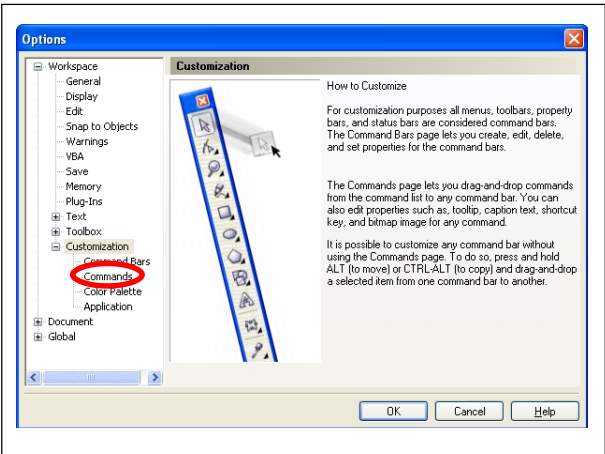 Options
Workspace
General
Display
Edit
Snap to Objects
Warnings
VBA
Save
Memory
Plug-Ins
Text
Toolbox
Customization
Command Bars
Commands
Color Palette
Application
Document
Global
Customization
How to Customize
For customization purposes all menus, toolbars, property
bars, and status bars are considered command bars.
The Command Bars page lets you create, edit, delete,
and set properties for the command bars.
The Commands page lets you drag-and-drop commands
from the command list to any command bar. You can
also edit properties such as, tooltip, caption text, shortcut
key, and bitmap image for any command.
It is possible to customize any command bar without
using the Commands page. To do so, press and hold
ALT (to move) or CTRL-ALT (to copy) and drag-and-drop
a selected item from one command bar to another.
OK
Cancel
Help